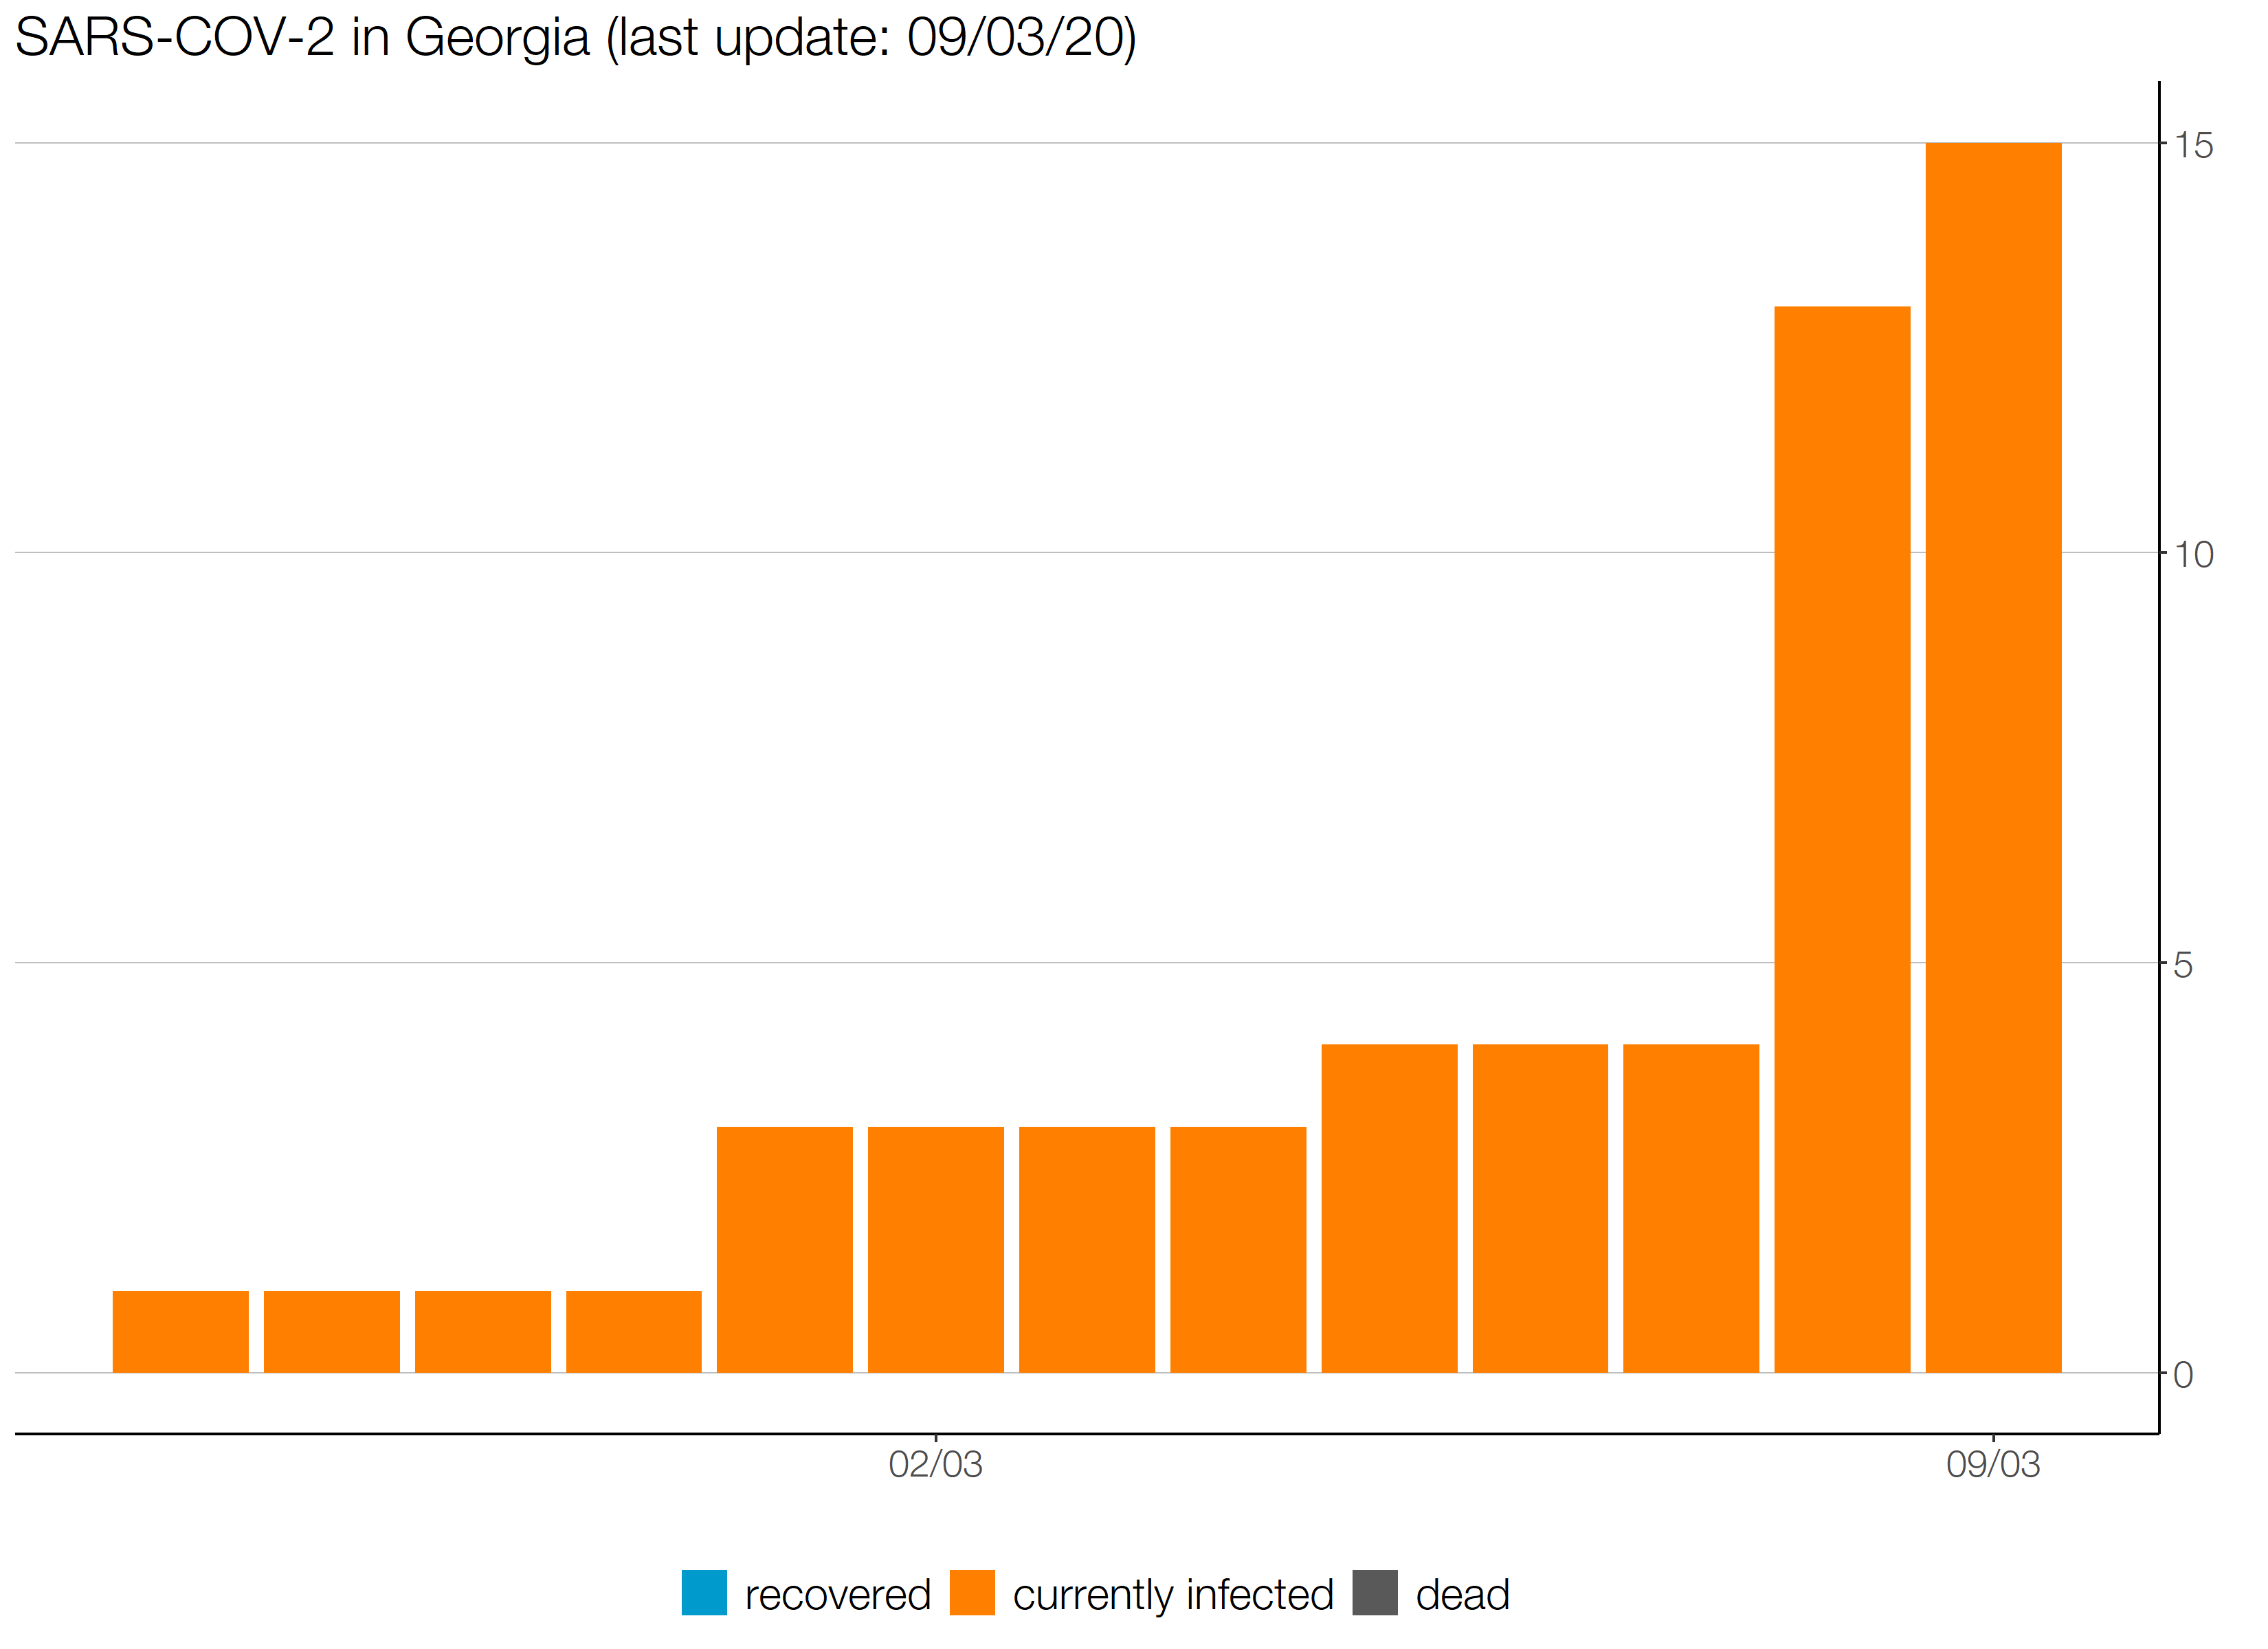 SARS-COV-2 in Georgia (last update: 09/03/20)
15
10
5
0
02/03 09/03
recovered currently infected dead